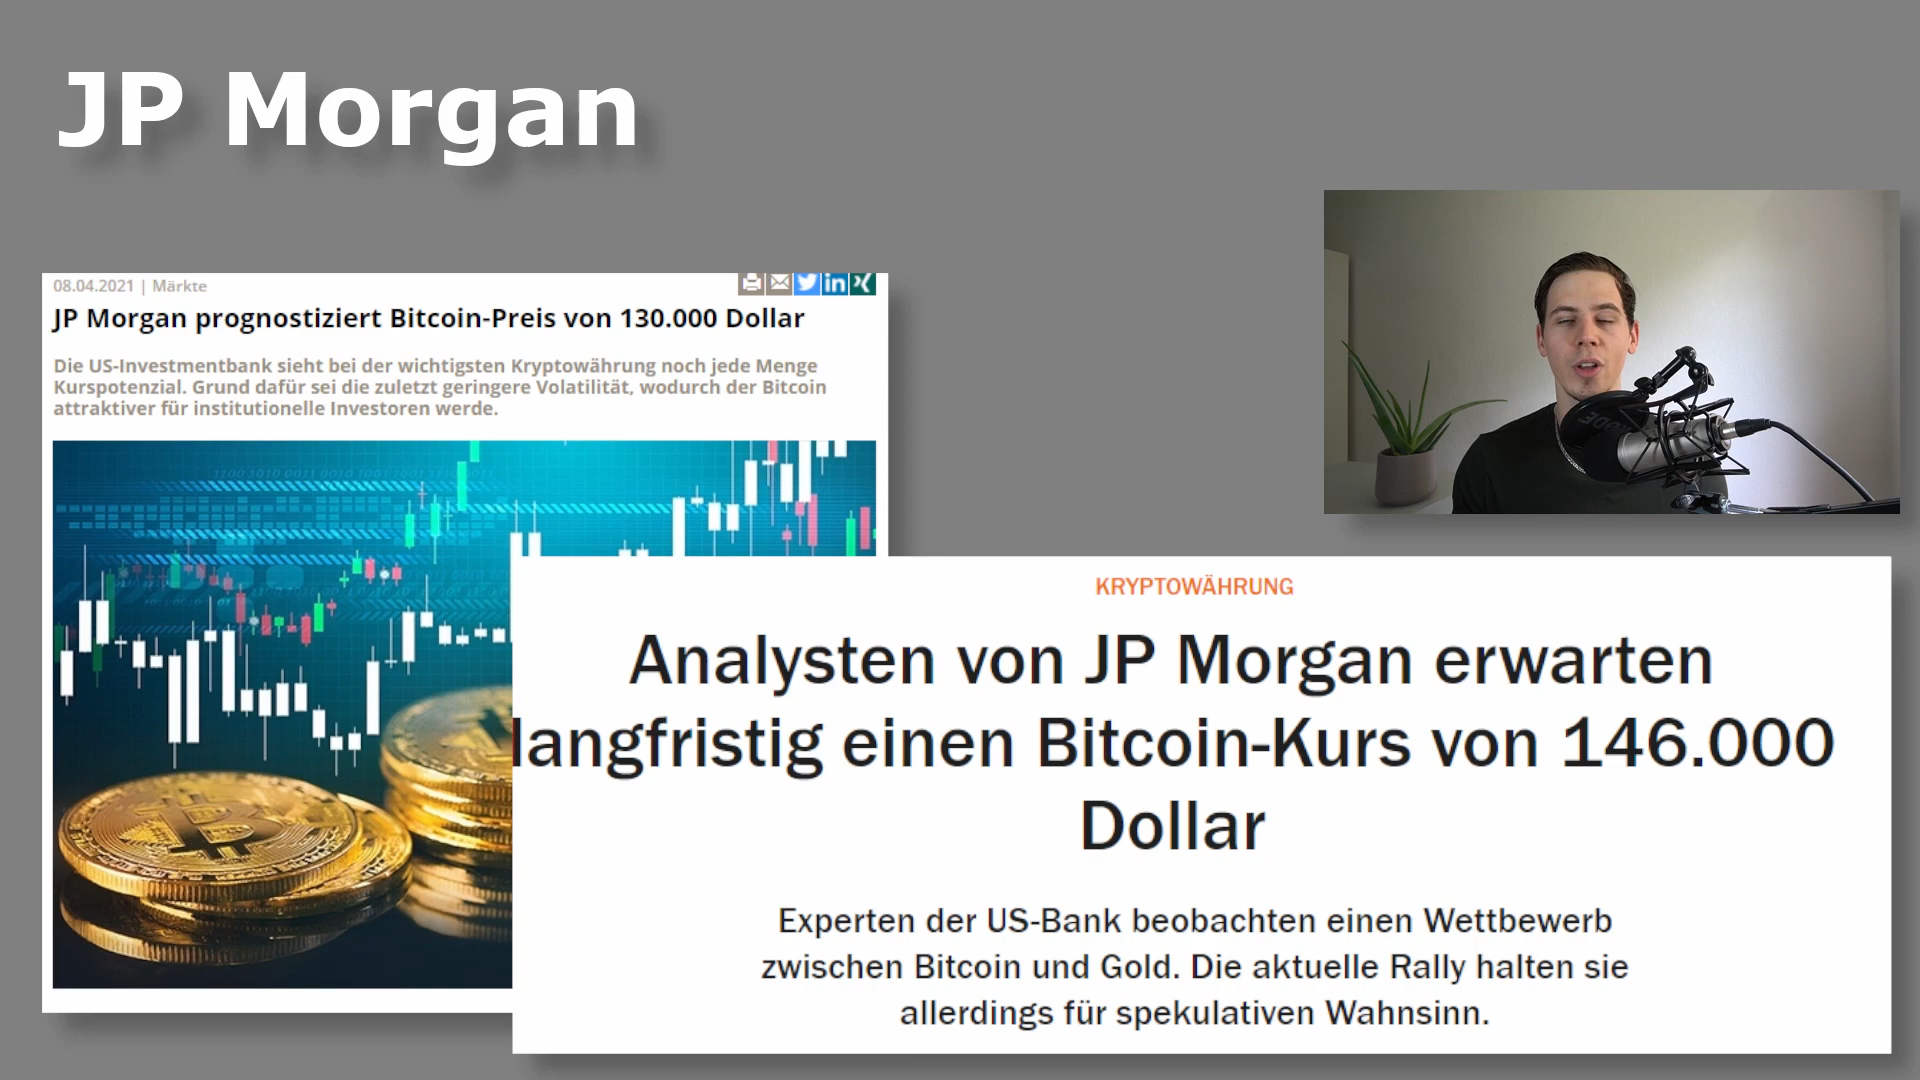 JP Morgan
08.04.2021 | Märkte
JP Morgan prognostiziert Bitcoin-Preis von 130.000 Dollar
Die US-Investmentbank sieht bei der wichtigsten Kryptowährung noch jede Menge
Kurspotenzial. Grund dafür sei die zuletzt geringere Volatilität, wodurch der Bitcoin
attraktiver für institutionelle Investoren werde.
RODE
KRYPTOWÄHRUNG
Analysten von JP Morgan erwarten
langfristig einen Bitcoin-Kurs von 146.000
Dollar
Experten der US-Bank beobachten einen Wettbewerb
zwischen Bitcoin und Gold. Die aktuelle Rally halten sie
allerdings für spekulativen Wahnsinn.